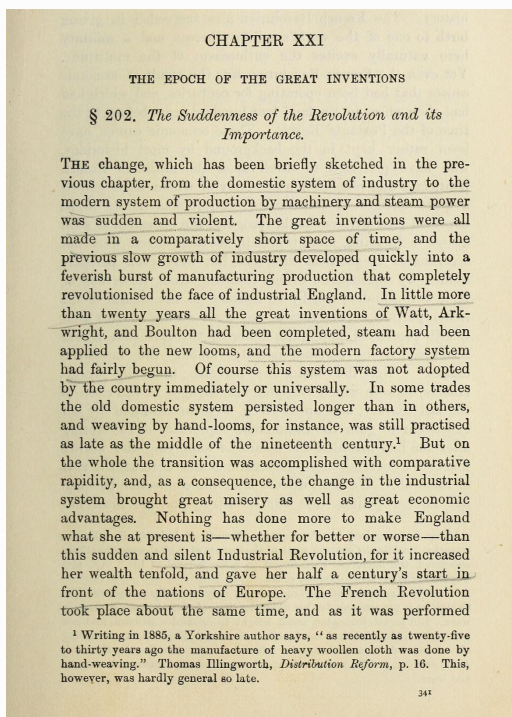 CHAPTER XXI
THE EPOCH OF THE GREAT INVENTIONS
§ 202. The Suddenness of the Revolution and its
Importance.
THE change, which has been briefly sketched in the pre-
vious chapter, from the domestic system of industry to the
modern system of production by machinery and steam power
was sudden and violent. The great inventions were all
made in a comparatively short space of time, and the
previous slow growth of industry developed quickly into a
feverish burst of manufacturing production that completely
revolutionised the face of industrial England. In little more
than twenty years all the great inventions of Watt, Ark-
wright, and Boulton had been completed, steam had been
applied to the new looms, and the modern factory system
had fairly begun. Of course this system was not adopted
by the country immediately or universally. In some trades
the old domestic system persisted longer than in others,
and weaving by hand-looms, for instance, was still practised
as late as the middle of the nineteenth century.¹ But on
the whole the transition was accomplished with comparative
rapidity, and, as a consequence, the change in the industrial
system brought great misery as well as great economic
advantages. Nothing has done more to make England
what she at present is—whether for better or worse—than
this sudden and silent Industrial Revolution, for it increased
her wealth tenfold, and gave her half a century's start in
front of the nations of Europe. The French Revolution
took place about the same time, and as it was performed
¹ Writing in 1885, a Yorkshire author says, "as recently as twenty-five
to thirty years ago the manufacture of heavy woollen cloth was done by
hand-weaving." Thomas Illingworth, Distribution Reform, p. 16. This,
however, was hardly general so late.
341